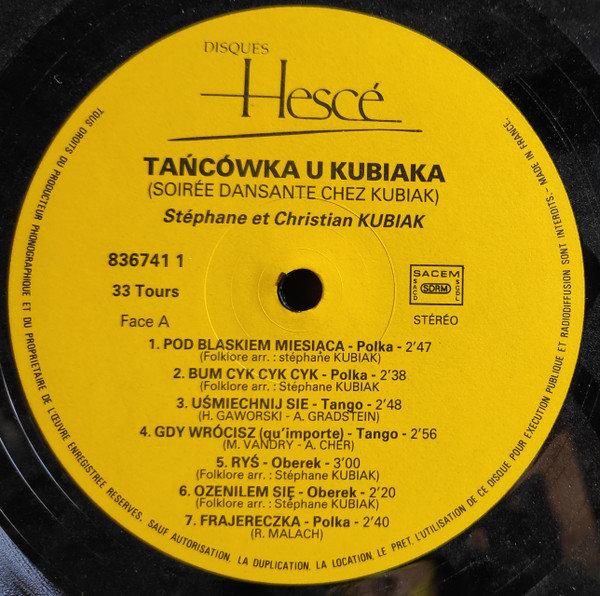 DISQUES
Hescé
TAŃCÓWKA U KUBIAKA
(SOIRÉE DANSANTE CHEZ KUBIAK)
Stéphane et Christian KUBIAK
836741 1
33 Tours
Face A
SACEM
SACD
SDRM
SGDL
STÉRÉO
1. POD BLASKIEM MIESIĄCA - Polka - 2'47
(Folklore arr. : stéphane KUBIAK)
2. BUM CYK CYK CYK - Polka - 2'38
(Folklore arr. : Stéphane KUBIAK
3. UŚMIECHNIJ SIE - Tango - 2'48
(H. GAWORSKI - A. GRADSTEIN)
4. GDY WRÓCISZ (qu'importe) - Tango - 2'56
(M. VANDRY - A. CHER)
5. RYŚ - Oberek - 3'00
(Folklore arr. : Stéphane KUBIAK)
6. OZENILEM SIĘ - Oberek - 2'20
(Folklore arr. : Stéphane KUBIAK)
7. FRAJERECZKA - Polka - 2'40
(R. MALACH)
TOUS DROITS DU PRODUCTEUR PHONOGRAPHIQUE ET DU PROPRIETAIRE DE L'ŒUVRE ENREGISTREE RESERVES. SAUF AUTORISATION, LA DUPLICATION, LA LOCATION, LE PRET, L'UTILISATION DE CE DISQUE POUR EXECUTION PUBLIQUE ET RADIODIFFUSION SONT INTERDITS. - MADE IN FRANCE.